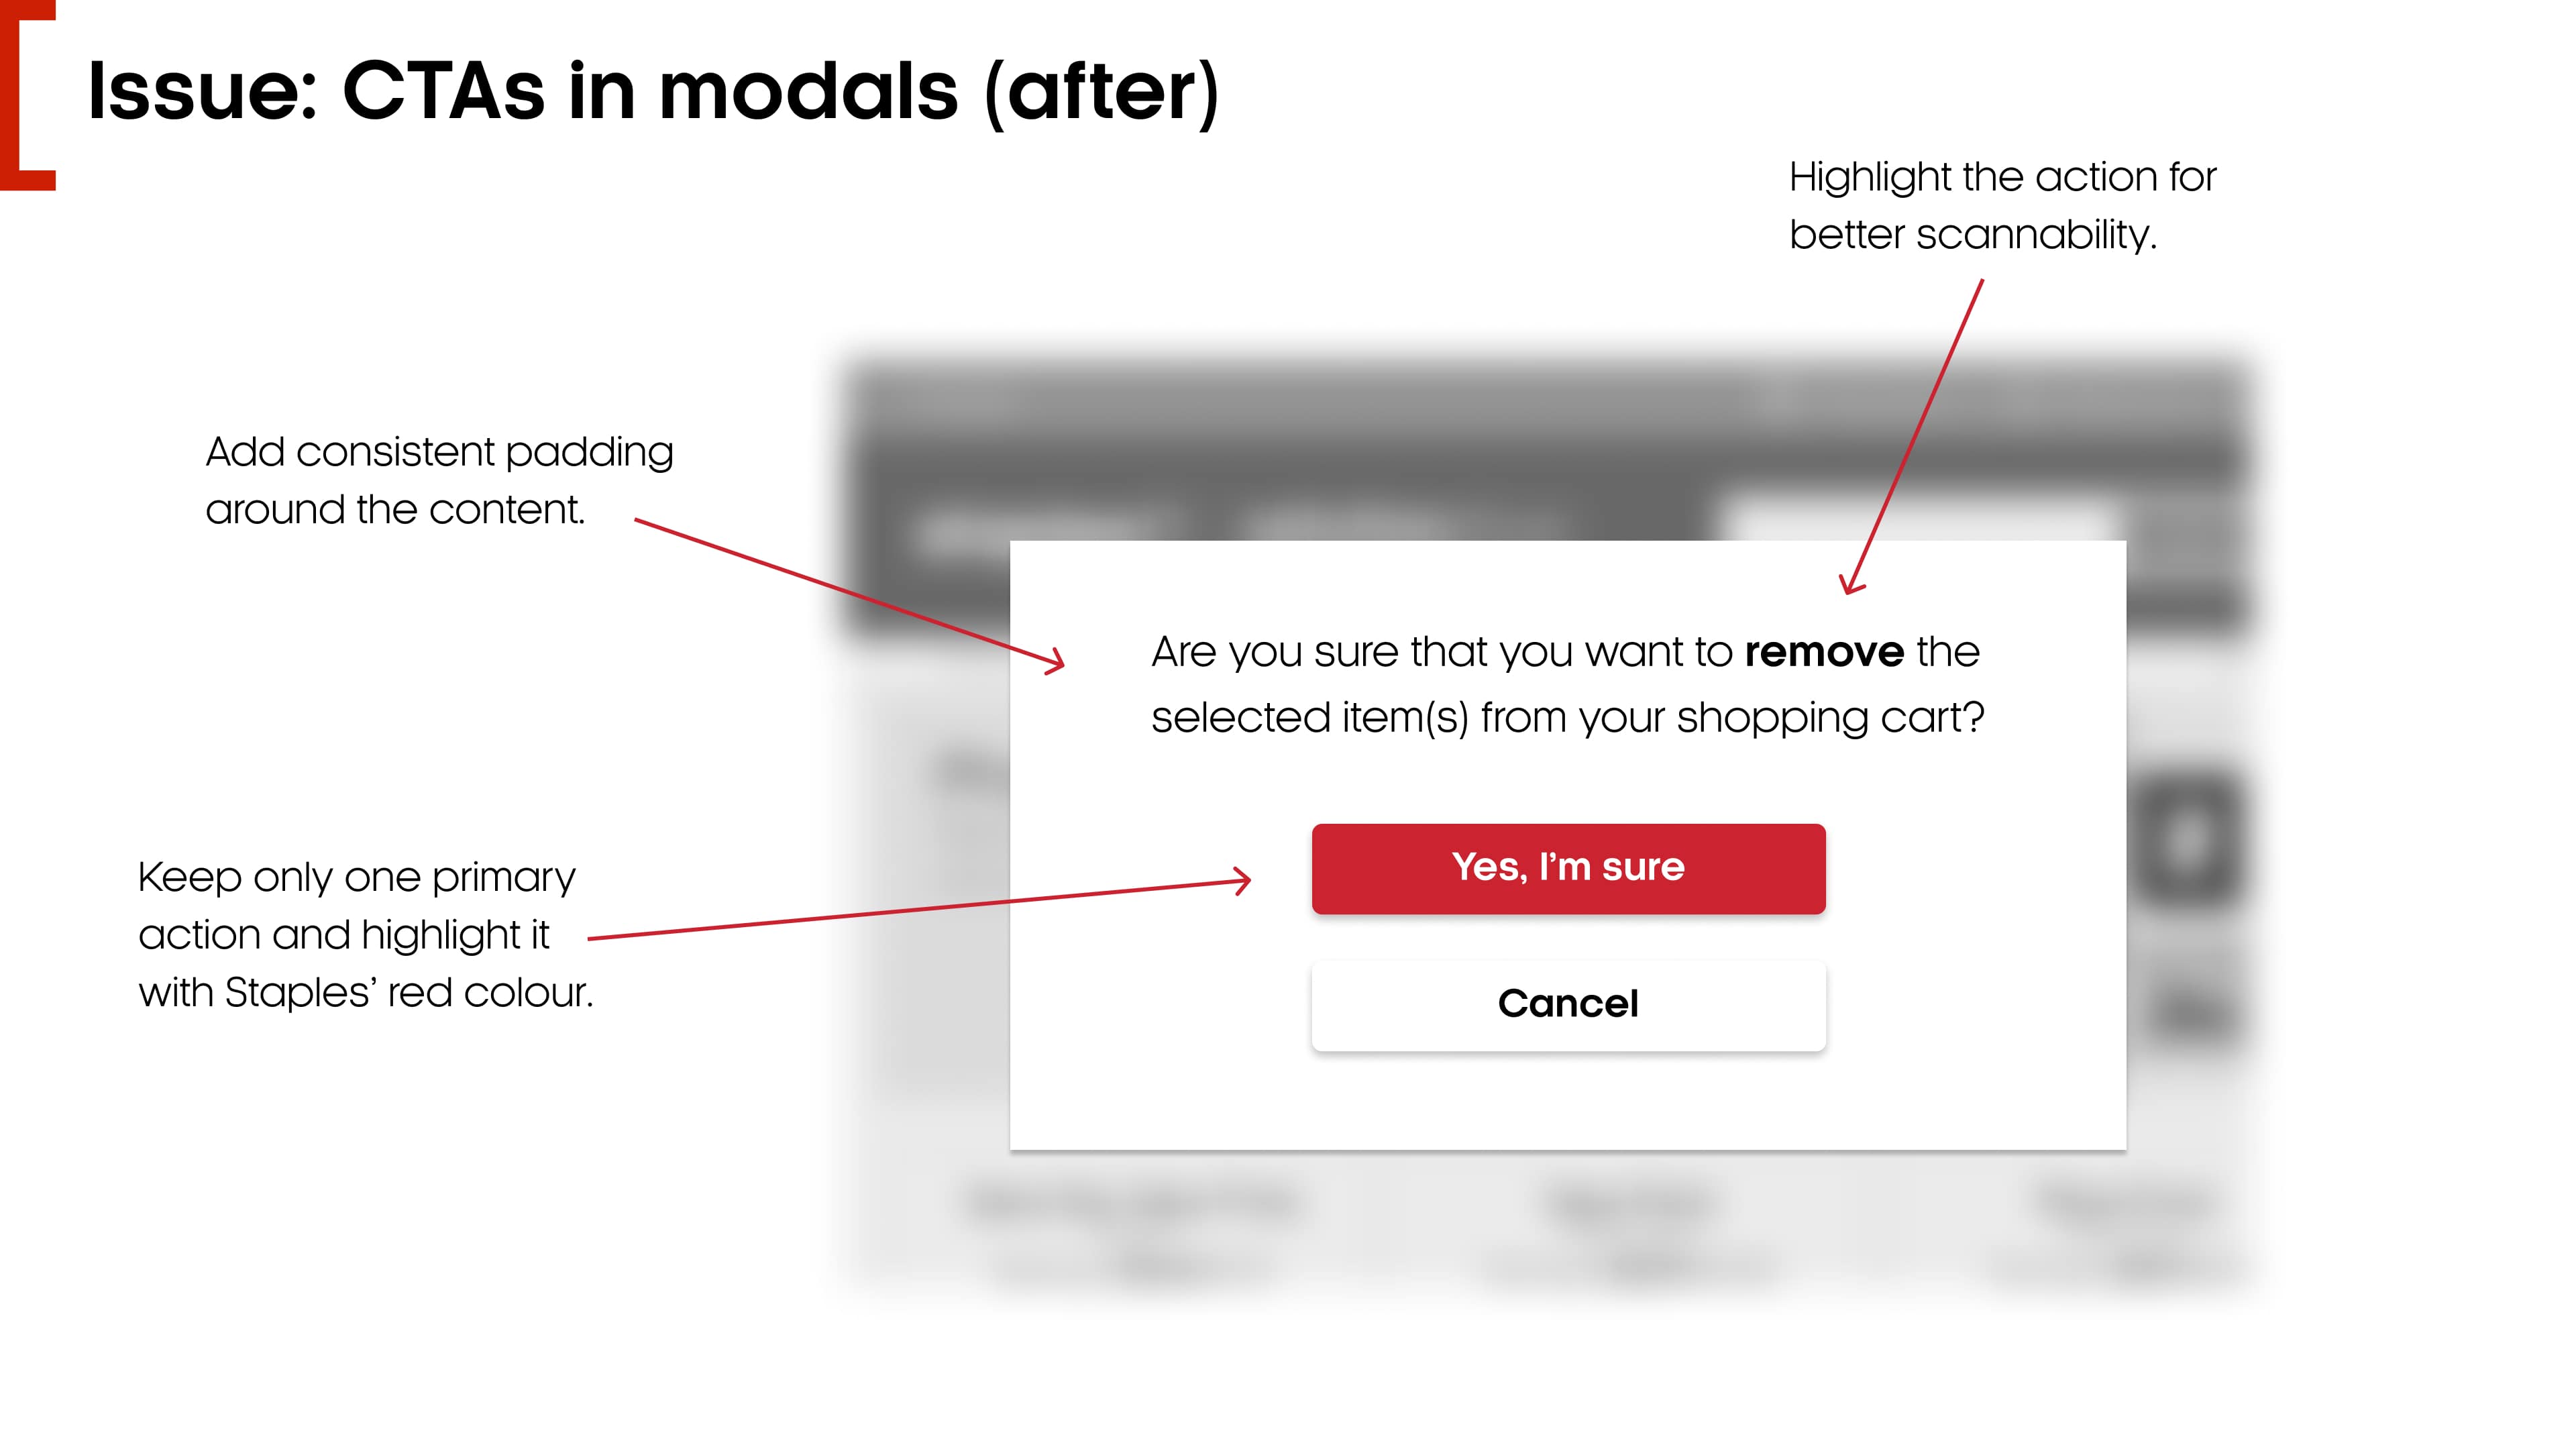 Issue: CTAs in modals (after)
Highlight the action for
better scannability.
Add consistent padding
around the content.
Are you sure that you want to remove the
selected item(s) from your shopping cart?
Keep only one primary
action and highlight it
with Staples’ red colour.
Yes, I’m sure
Cancel